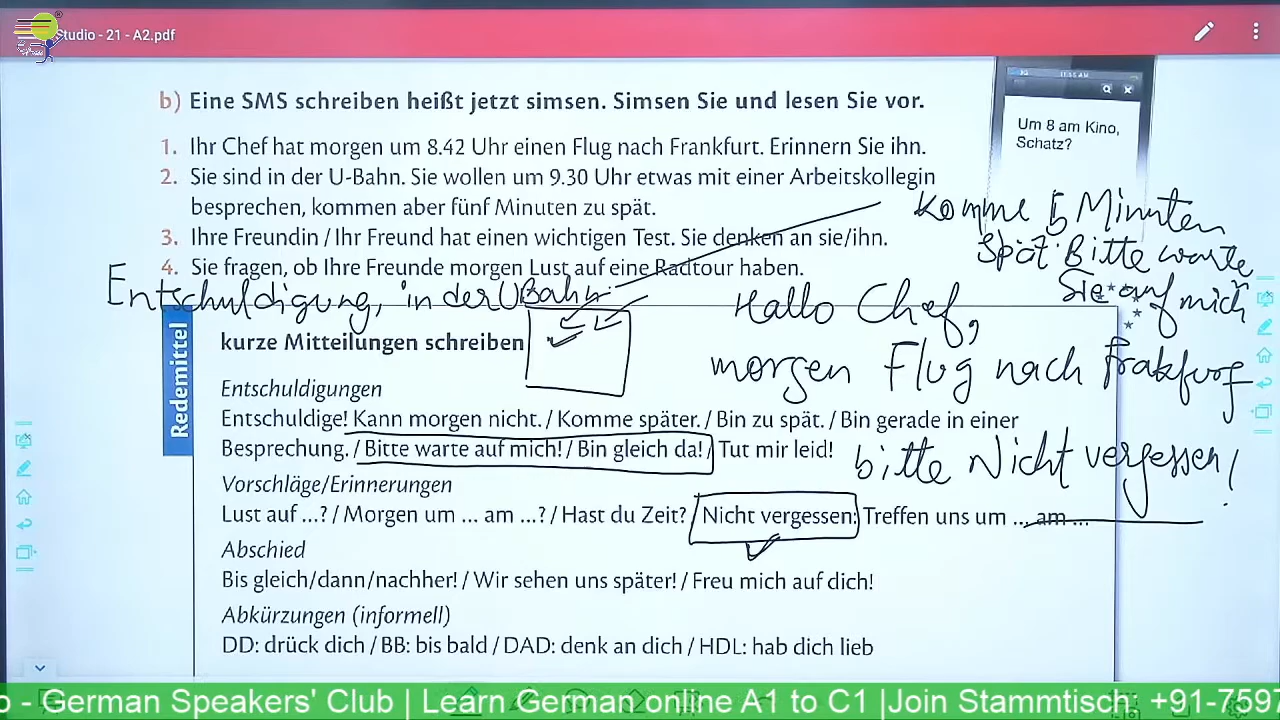 Studio - 21 - A2.pdf
b) Eine SMS schreiben heißt jetzt simsen. Simsen Sie und lesen Sie vor.
1. Ihr Chef hat morgen um 8.42 Uhr einen Flug nach Frankfurt. Erinnern Sie ihn.
2. Sie sind in der U-Bahn. Sie wollen um 9.30 Uhr etwas mit einer Arbeitskollegin
besprechen, kommen aber fünf Minuten zu spät.
3. Ihre Freundin / Ihr Freund hat einen wichtigen Test. Sie denken an sie/ihn.
4. Sie fragen, ob Ihre Freunde morgen Lust auf eine Radtour haben.
Um 8 am Kino,
Schatz?
Komme 5 Minuten
Spät. Bitte warte
Sie auf mich
Entschuldigung, in der UBahn.
Hallo Chef,
morgen Flug nach Frakfurf
bitte Nicht vergessen!
Redemittel
kurze Mitteilungen schreiben
Entschuldigungen
Entschuldige! Kann morgen nicht. / Komme später. / Bin zu spät. / Bin gerade in einer
Besprechung. / Bitte warte auf mich! / Bin gleich da! / Tut mir leid!
Vorschläge/Erinnerungen
Lust auf ...? / Morgen um ... am ...? / Hast du Zeit? / Nicht vergessen: Treffen uns um ... am ...
Abschied
Bis gleich/dann/nachher! / Wir sehen uns später! / Freu mich auf dich!
Abkürzungen (informell)
DD: drück dich / BB: bis bald / DAD: denk an dich / HDL: hab dich lieb
o - German Speakers' Club | Learn German online A1 to C1 |Join Stammtisch: +91-7597